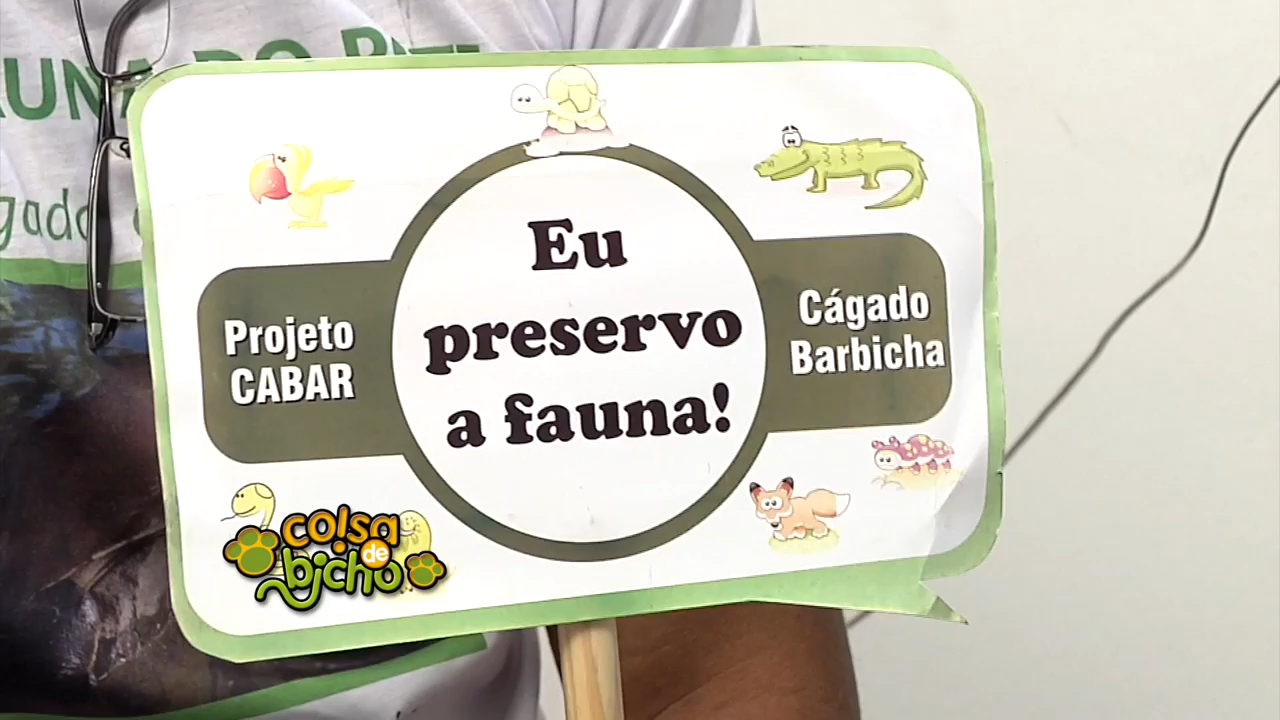 Eu
preservo
a fauna!
Projeto
CABAR
Cágado
Barbicha
coisa
de
bicho